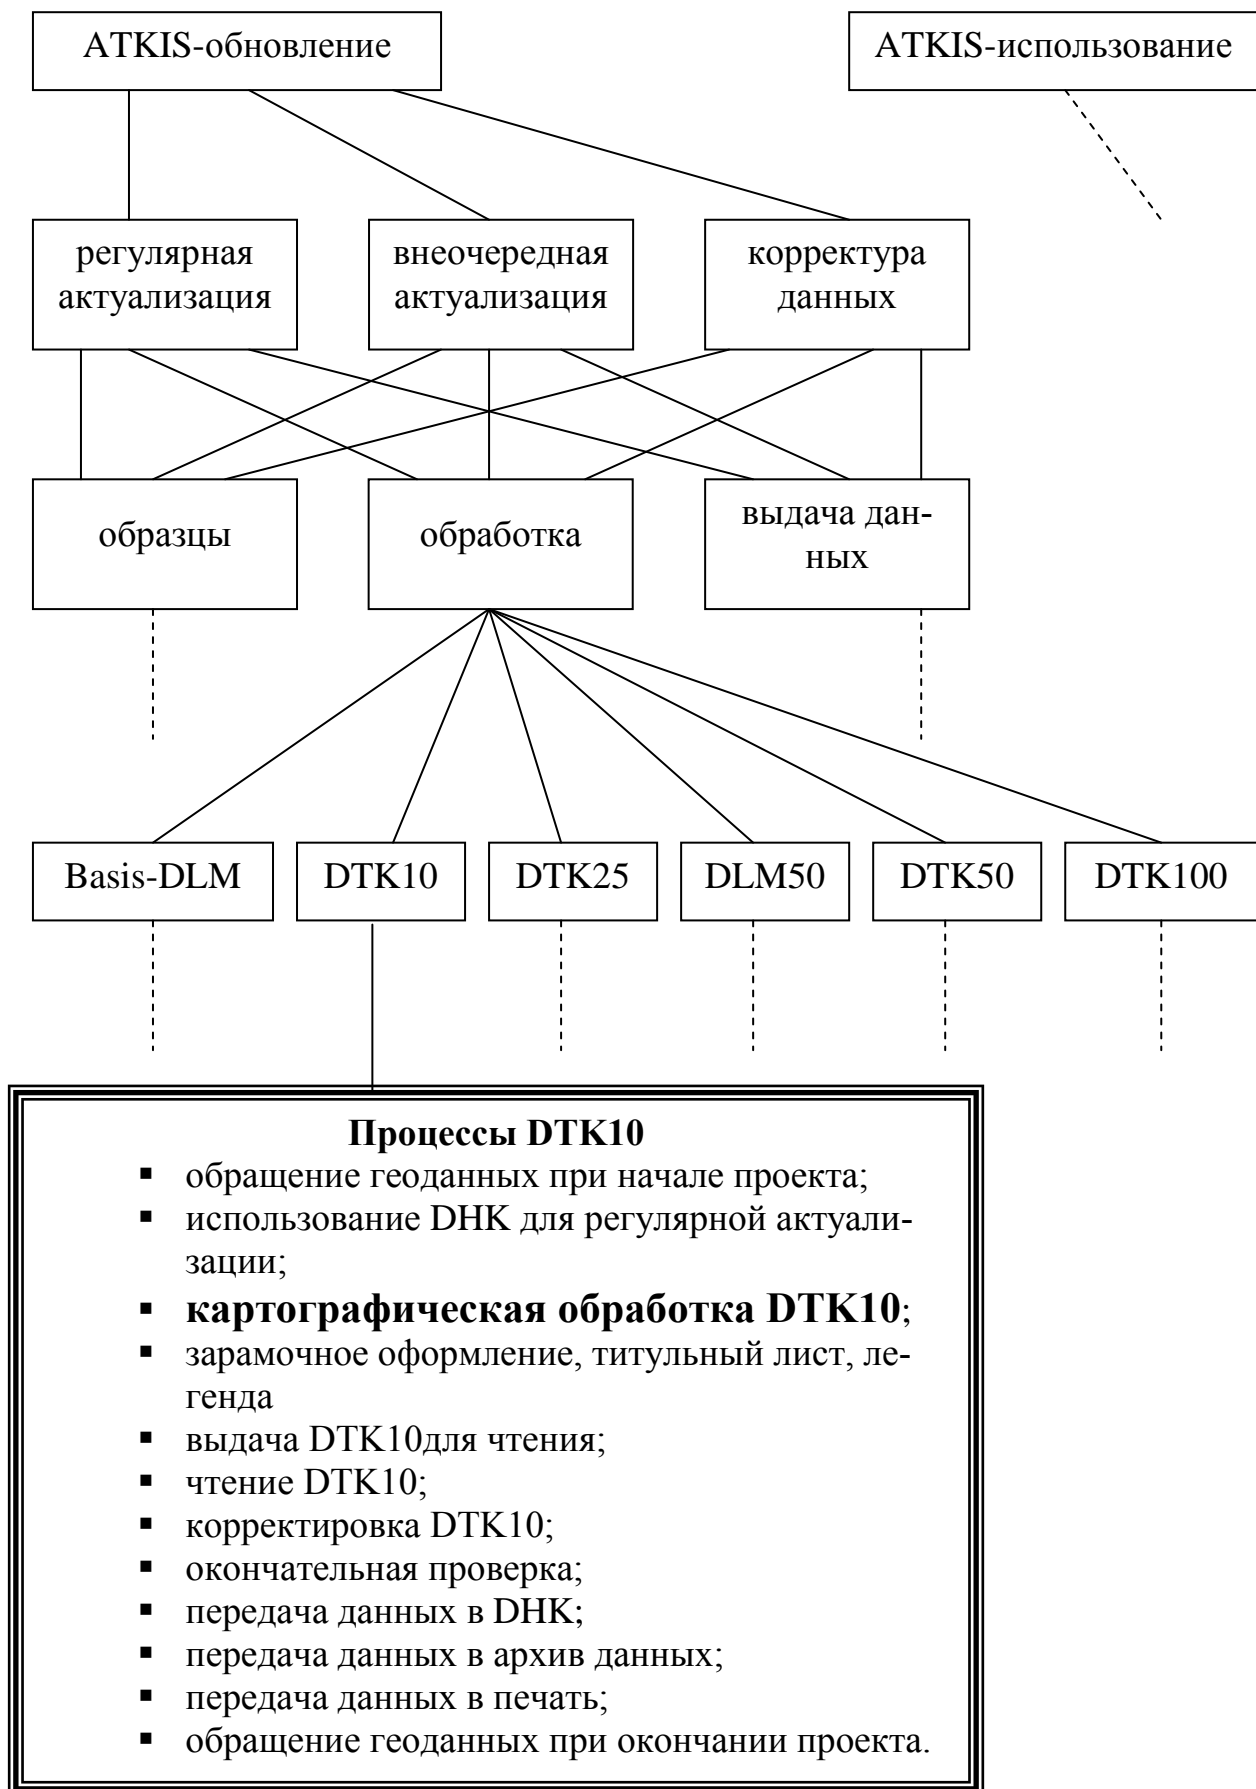 ATKIS-обновление
ATKIS-использование
регулярная
актуализация
внеочередная
актуализация
корректура
данных
образцы
обработка
выдача дан-
ных
Basis-DLM
DTK10
DTK25
DLM50
DTK50
DTK100
Процессы DTK10
▪ обращение геоданных при начале проекта;
▪ использование DHK для регулярной актуали-
зации;
▪ картографическая обработка DTK10;
▪ зарамочное оформление, титульный лист, ле-
генда
▪ выдача DTK10для чтения;
▪ чтение DTK10;
▪ корректировка DTK10;
▪ окончательная проверка;
▪ передача данных в DHK;
▪ передача данных в архив данных;
▪ передача данных в печать;
▪ обращение геоданных при окончании проекта.